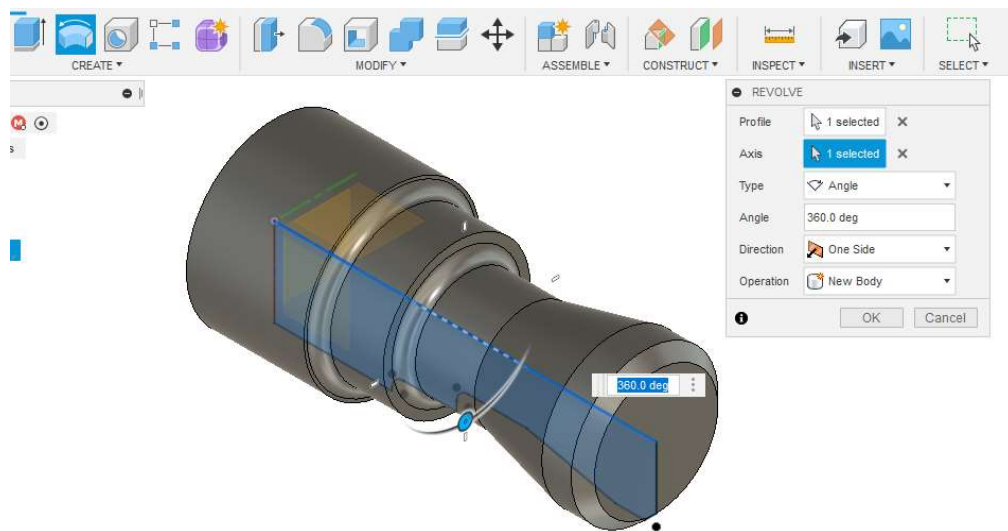 CREATE ▾ MODIFY ▾ ASSEMBLE ▾ CONSTRUCT ▾ INSPECT ▾ INSERT ▾ SELECT ▾
REVOLVE
M
s
Profile 1 selected
Axis 1 selected
Type Angle
Angle 360.0 deg
Direction One Side
Operation New Body
OK Cancel
360.0 deg